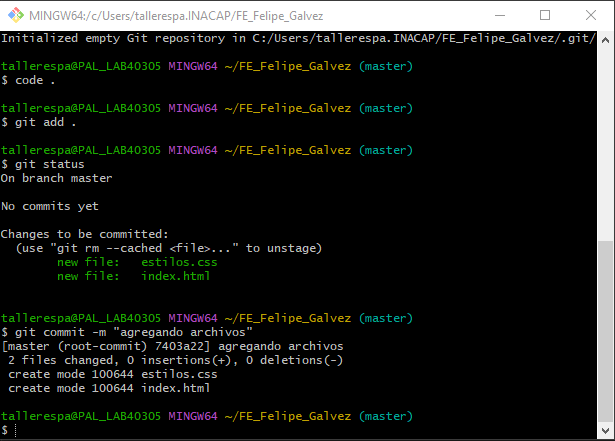 MINGW64:/c/Users/tallerespa.INACAP/FE_Felipe_Galvez
Initialized empty Git repository in C:/Users/tallerespa.INACAP/FE_Felipe_Galvez/.git/
tallerespa@PAL_LAB40305 MINGW64 ~/FE_Felipe_Galvez (master)
$ code .
tallerespa@PAL_LAB40305 MINGW64 ~/FE_Felipe_Galvez (master)
$ git add .
tallerespa@PAL_LAB40305 MINGW64 ~/FE_Felipe_Galvez (master)
$ git status
On branch master
No commits yet
Changes to be committed:
  (use "git rm --cached <file>..." to unstage)
        new file:   estilos.css
        new file:   index.html
tallerespa@PAL_LAB40305 MINGW64 ~/FE_Felipe_Galvez (master)
$ git commit -m "agregando archivos"
[master (root-commit) 7403a22] agregando archivos
 2 files changed, 0 insertions(+), 0 deletions(-)
 create mode 100644 estilos.css
 create mode 100644 index.html
tallerespa@PAL_LAB40305 MINGW64 ~/FE_Felipe_Galvez (master)
$